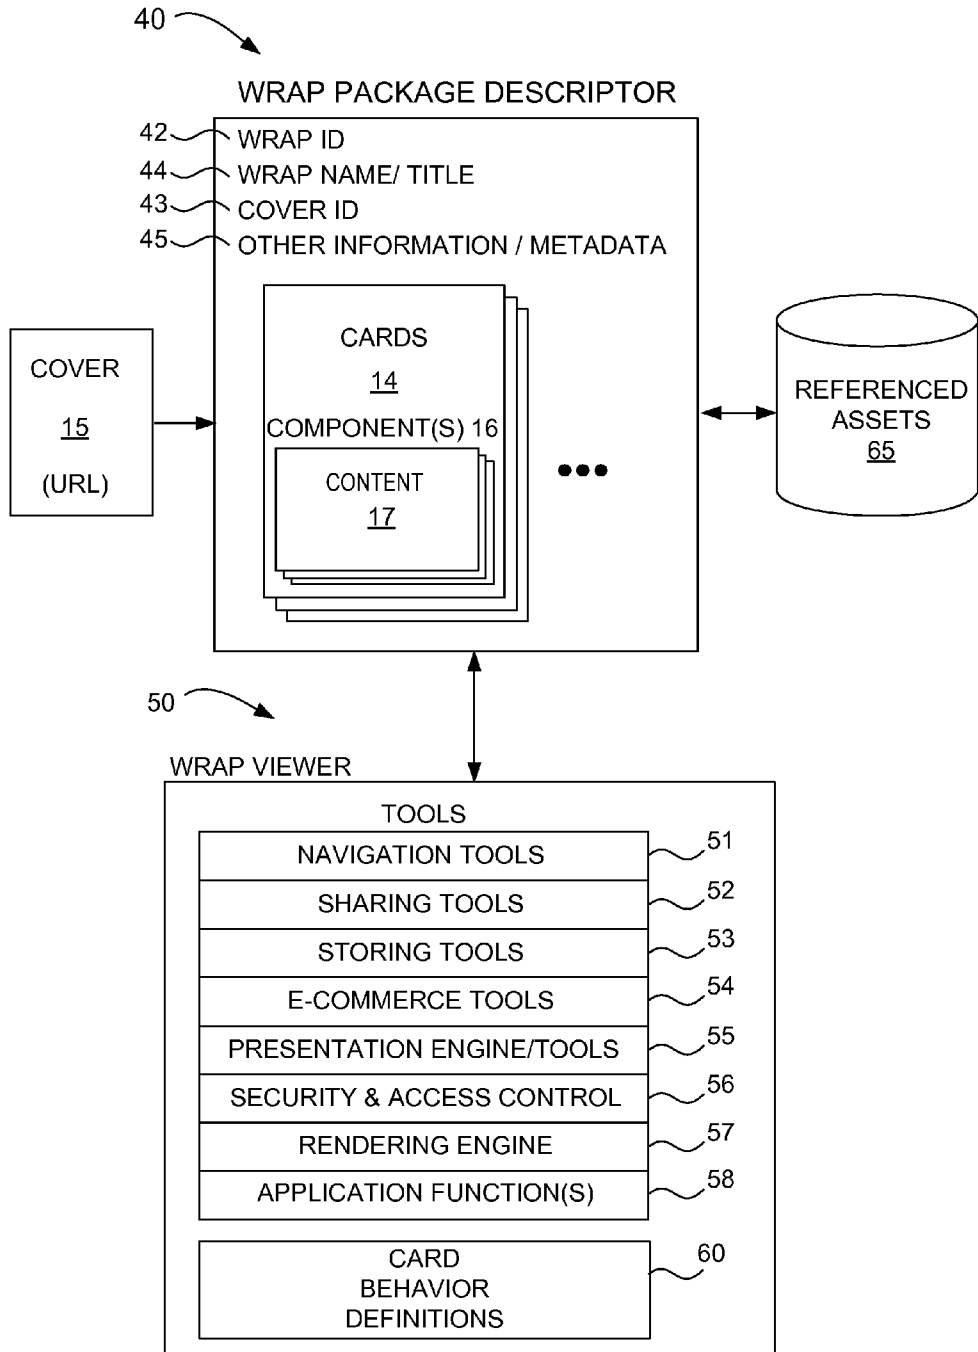 40
WRAP PACKAGE DESCRIPTOR
42 WRAP ID
44 WRAP NAME/ TITLE
43 COVER ID
45 OTHER INFORMATION / METADATA
COVER
15
(URL)
CARDS
14
COMPONENT(S) 16
CONTENT
17
REFERENCED
ASSETS
65
50
WRAP VIEWER
TOOLS
NAVIGATION TOOLS 51
SHARING TOOLS 52
STORING TOOLS 53
E-COMMERCE TOOLS 54
PRESENTATION ENGINE/TOOLS 55
SECURITY & ACCESS CONTROL 56
RENDERING ENGINE 57
APPLICATION FUNCTION(S) 58
CARD 60
BEHAVIOR
DEFINITIONS